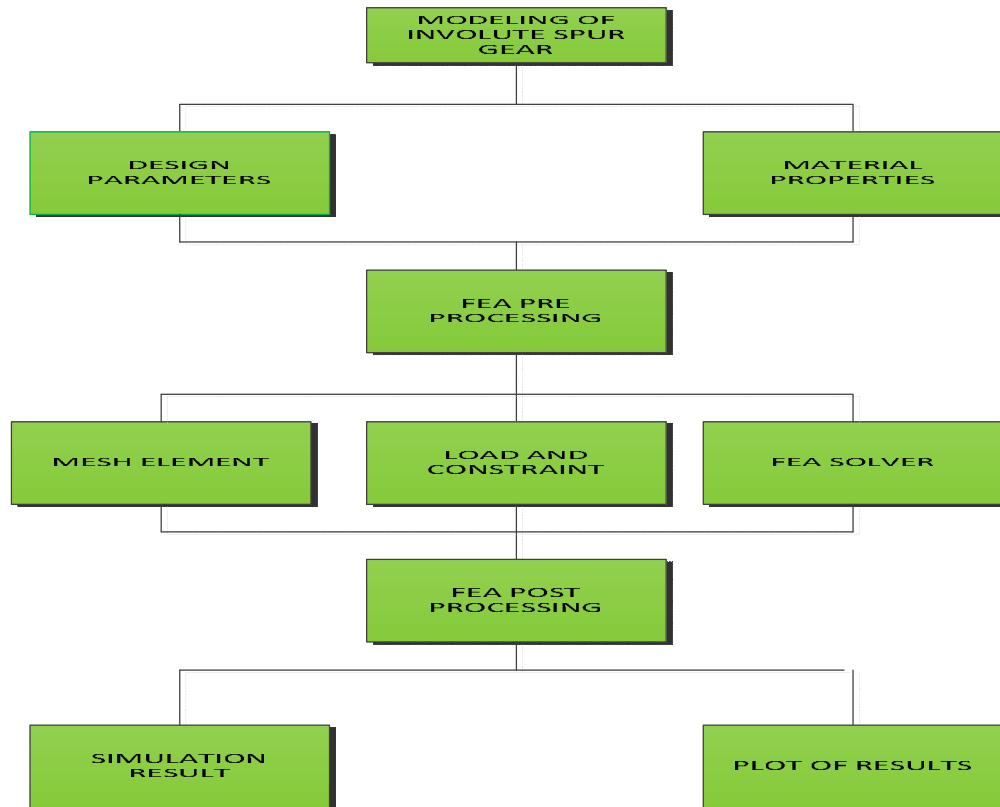 MODELING OF
INVOLUTE SPUR
GEAR
DESIGN
PARAMETERS
MATERIAL
PROPERTIES
FEA PRE
PROCESSING
MESH ELEMENT
LOAD AND
CONSTRAINT
FEA SOLVER
FEA POST
PROCESSING
SIMULATION
RESULT
PLOT OF RESULTS